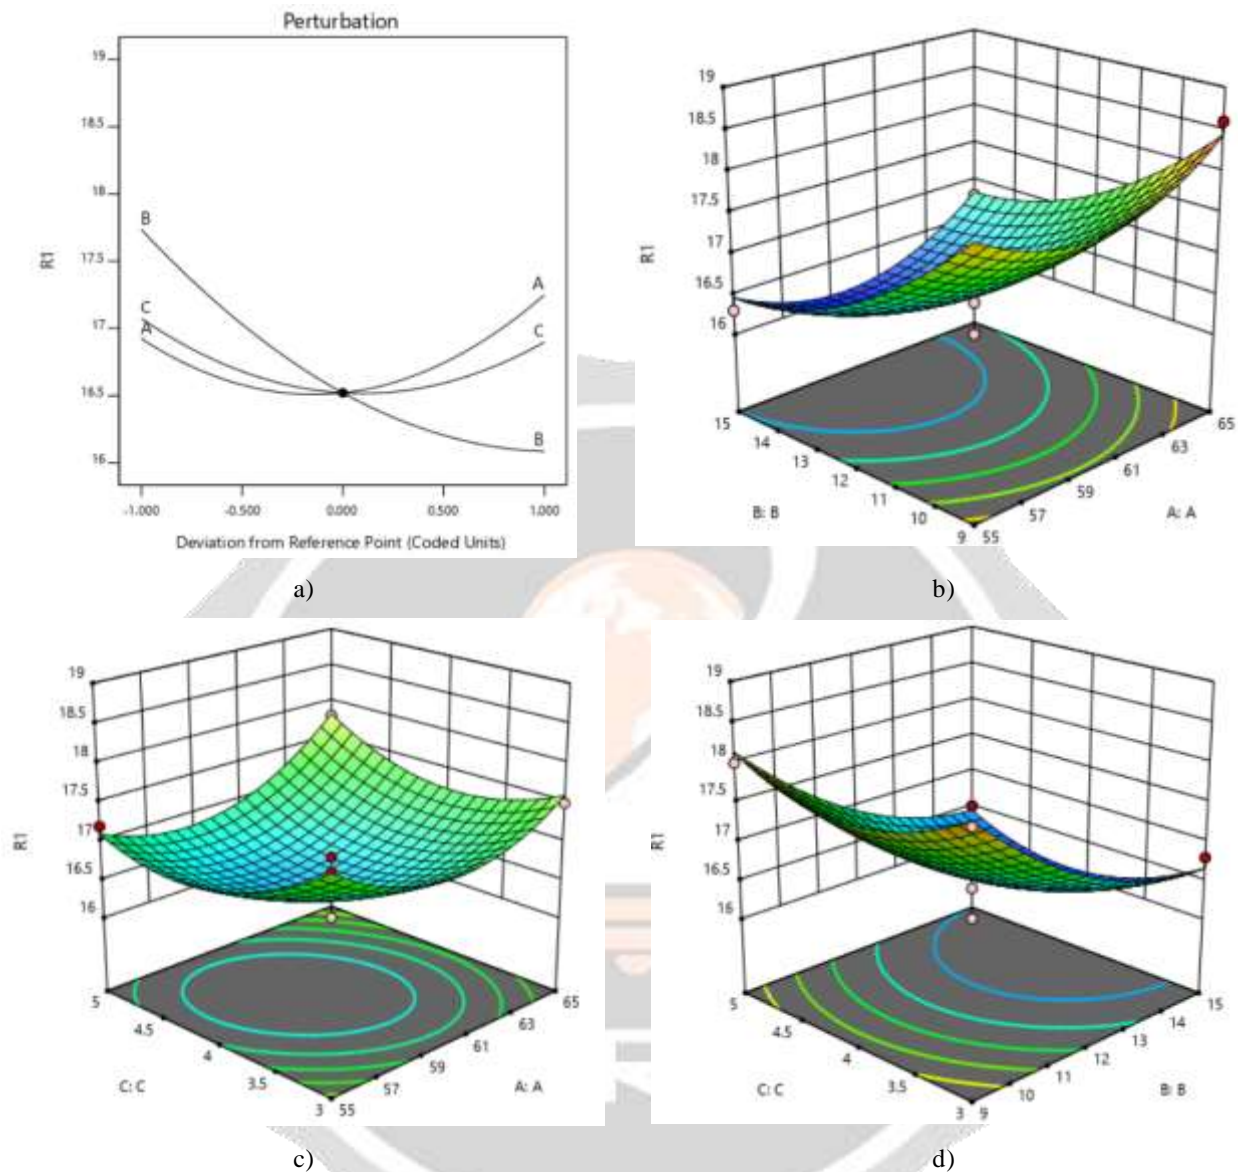 Perturbation
19
18.5
18
17.5
17
16.5
16
R1
B
C
A
A
C
B
-1.000 -0.500 0.000 0.500 1.000
Deviation from Reference Point (Coded Units)
a)
19
18.5
18
17.5
17
16.5
16
R1
15 14 13 12 11 10 9
B: B
55 57 59 61 63 65
A: A
b)
19
18.5
18
17.5
17
16.5
16
R1
5 4.5 4 3.5 3
C: C
55 57 59 61 63 65
A: A
c)
19
18.5
18
17.5
17
16.5
16
R1
5 4.5 4 3.5 3
C: C
9 10 11 12 13 14 15
B: B
d)